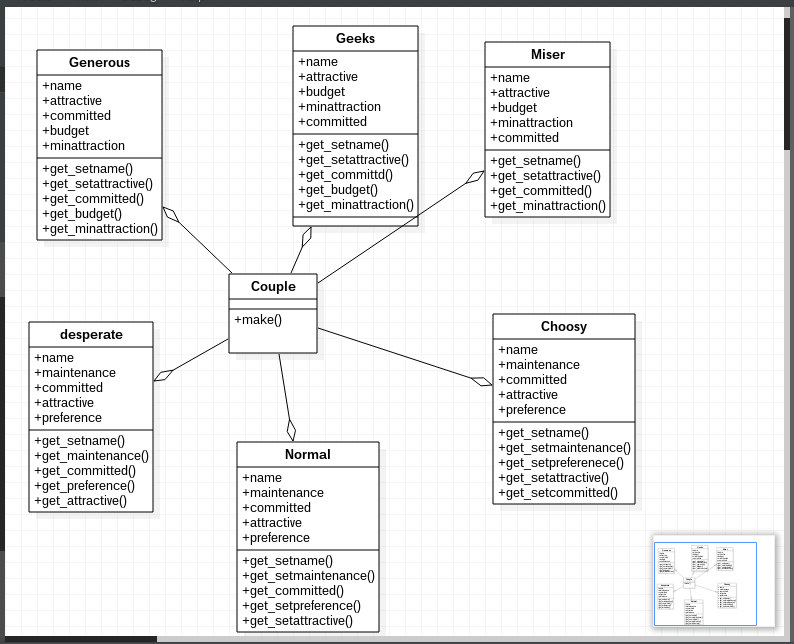 Generous
+name
+attractive
+committed
+budget
+minattraction
+get_setname()
+get_setattractive()
+get_committed()
+get_budget()
+get_minattraction()
Geeks
+name
+attractive
+budget
+minattraction
+committed
+get_setname()
+get_setattractive()
+get_committd()
+get_budget()
+get_minattraction()
Miser
+name
+attractive
+budget
+minattraction
+committed
+get_setname()
+get_setattractive()
+get_committed()
+get_minattraction()
Couple
+make()
desperate
+name
+maintenance
+committed
+attractive
+preference
+get_setname()
+get_maintenance()
+get_committed()
+get_preference()
+get_attractive()
Normal
+name
+maintenance
+committed
+attractive
+preference
+get_setname()
+get_setmaintenance()
+get_committed()
+get_setpreference()
+get_setattractive()
Choosy
+name
+maintenance
+committed
+attractive
+preference
+get_setname()
+get_setmaintenance()
+get_setpreferenece()
+get_setattractive()
+get_setcommitted()